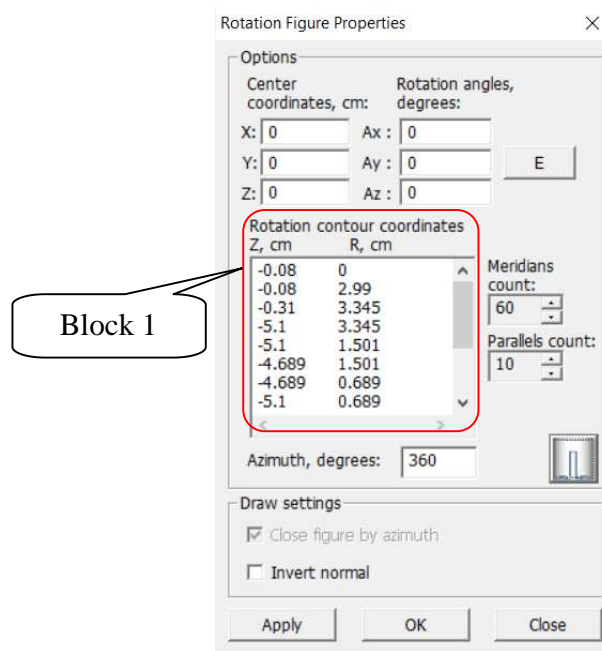 Rotation Figure Properties
Options
Center coordinates, cm:
Rotation angles, degrees:
X: 0 Ax : 0
Y: 0 Ay : 0 E
Z: 0 Az : 0
Rotation contour coordinates
Z, cm R, cm
-0.08 0
-0.08 2.99
-0.31 3.345
-5.1 3.345
-5.1 1.501
-4.689 1.501
-4.689 0.689
-5.1 0.689
Meridians count:
60
Parallels count:
10
Block 1
Azimuth, degrees: 360
Draw settings
Close figure by azimuth
Invert normal
Apply OK Close